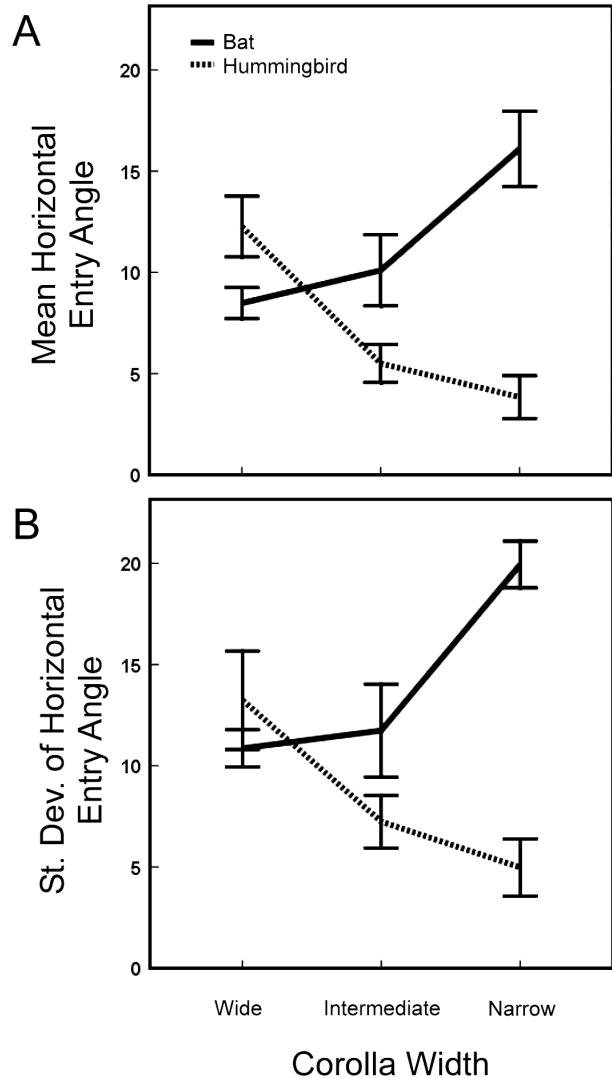 A
Bat
Hummingbird
Mean Horizontal
Entry Angle
20
15
10
5
0
B
St. Dev. of Horizontal
Entry Angle
20
15
10
5
0
Wide
Intermediate
Narrow
Corolla Width